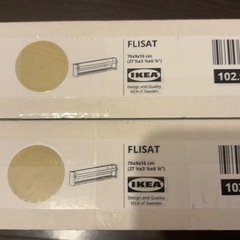 FLISAT
70x9x16 cm
(27 ½x3 ½x6 ¼")
IKEA
Design and Quality
IKEA of Sweden
102.
FLISAT
70x9x16 cm
(27 ½x3 ½x6 ¼")
IKEA
Design and Quality
IKEA of Sweden
102